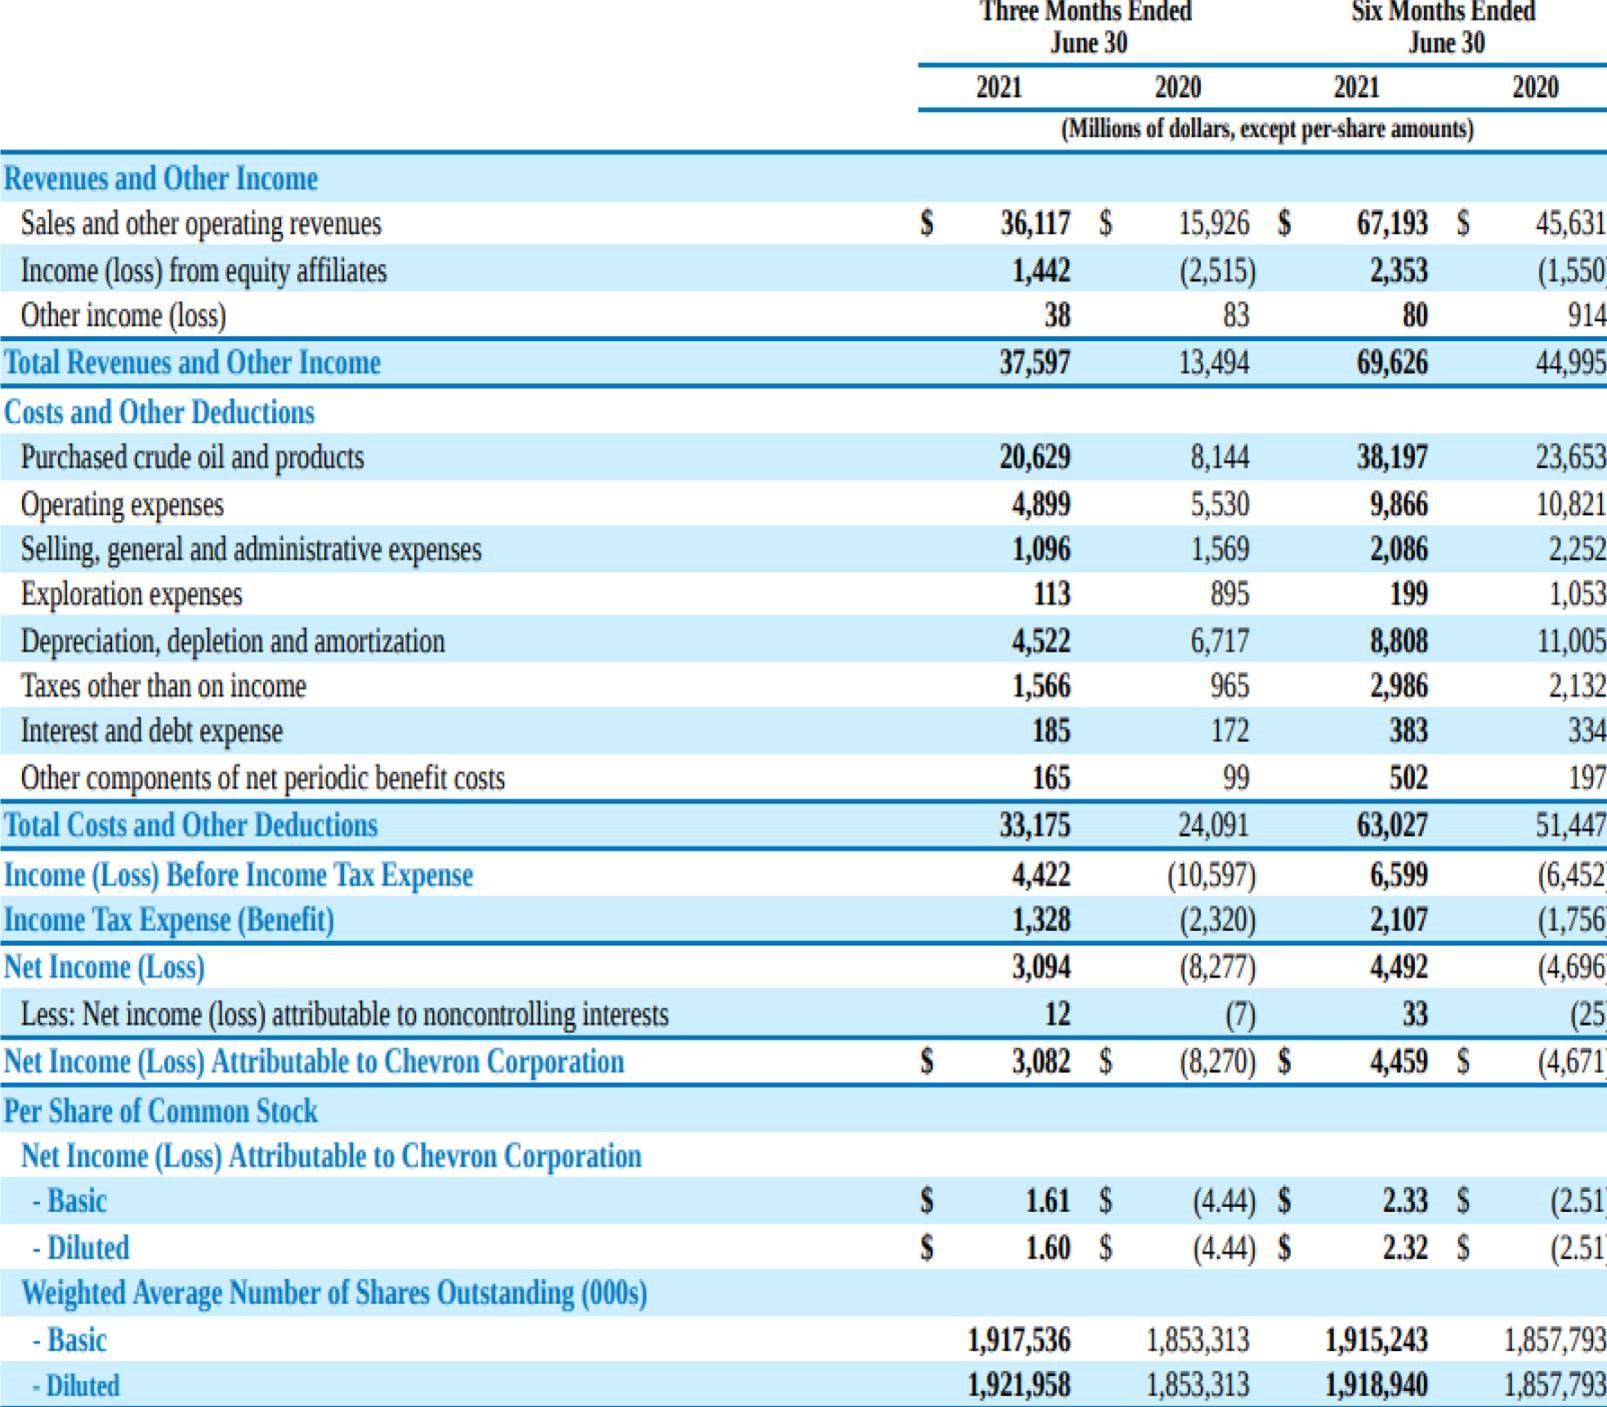 Three Months Ended Six Months Ended
June 30 June 30
2021 2020 2021 2020
(Millions of dollars, except per-share amounts)
Revenues and Other Income
Sales and other operating revenues $ 36,117 $ 15,926 $ 67,193 $ 45,631
Income (loss) from equity affiliates 1,442 (2,515) 2,353 (1,550)
Other income (loss) 38 83 80 914
Total Revenues and Other Income 37,597 13,494 69,626 44,995
Costs and Other Deductions
Purchased crude oil and products 20,629 8,144 38,197 23,653
Operating expenses 4,899 5,530 9,866 10,821
Selling, general and administrative expenses 1,096 1,569 2,086 2,252
Exploration expenses 113 895 199 1,053
Depreciation, depletion and amortization 4,522 6,717 8,808 11,005
Taxes other than on income 1,566 965 2,986 2,132
Interest and debt expense 185 172 383 334
Other components of net periodic benefit costs 165 99 502 197
Total Costs and Other Deductions 33,175 24,091 63,027 51,447
Income (Loss) Before Income Tax Expense 4,422 (10,597) 6,599 (6,452)
Income Tax Expense (Benefit) 1,328 (2,320) 2,107 (1,756)
Net Income (Loss) 3,094 (8,277) 4,492 (4,696)
Less: Net income (loss) attributable to noncontrolling interests 12 (7) 33 (25)
Net Income (Loss) Attributable to Chevron Corporation $ 3,082 $ (8,270) $ 4,459 $ (4,671)
Per Share of Common Stock
Net Income (Loss) Attributable to Chevron Corporation
- Basic $ 1.61 $ (4.44) $ 2.33 $ (2.51)
- Diluted $ 1.60 $ (4.44) $ 2.32 $ (2.51)
Weighted Average Number of Shares Outstanding (000s)
- Basic 1,917,536 1,853,313 1,915,243 1,857,793
- Diluted 1,921,958 1,853,313 1,918,940 1,857,793